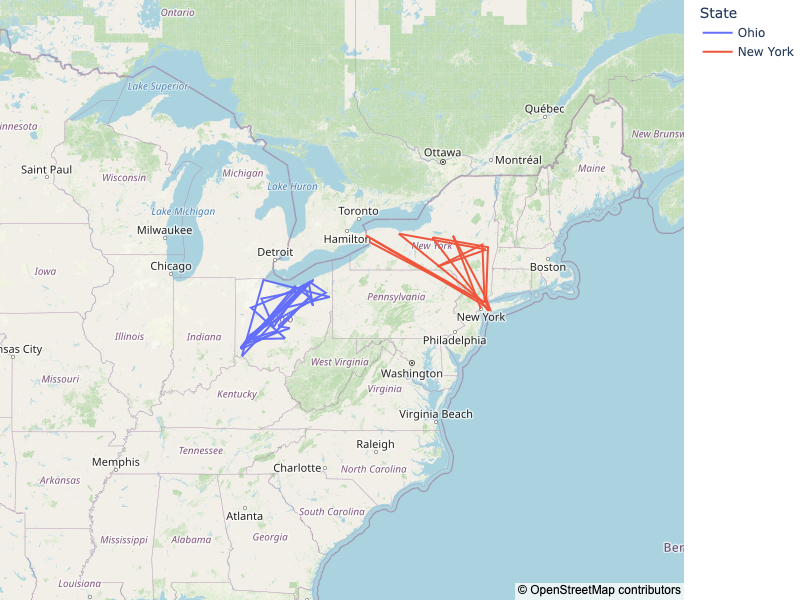 State
Ohio
New York
Ontario
Lake Superior
Québec
New Brunsw
innesota
Ottawa
Montréal
Saint Paul
Wisconsin
Michigan
Lake Huron
Maine
Lake Michigan
Toronto
Milwaukee
Hamilton
New York
Detroit
Chicago
Boston
Iowa
Pennsylvania
New York
Illinois
Indiana
Philadelphia
nsas City
West Virginia
Washington
Missouri
Kentucky
Virginia
Virginia Beach
Tennessee
Raleigh
Memphis
Charlotte
North Carolina
Arkansas
South Carolina
Atlanta
Mississippi
Alabama
Georgia
Ber
Louisiana
© OpenStreetMap contributors